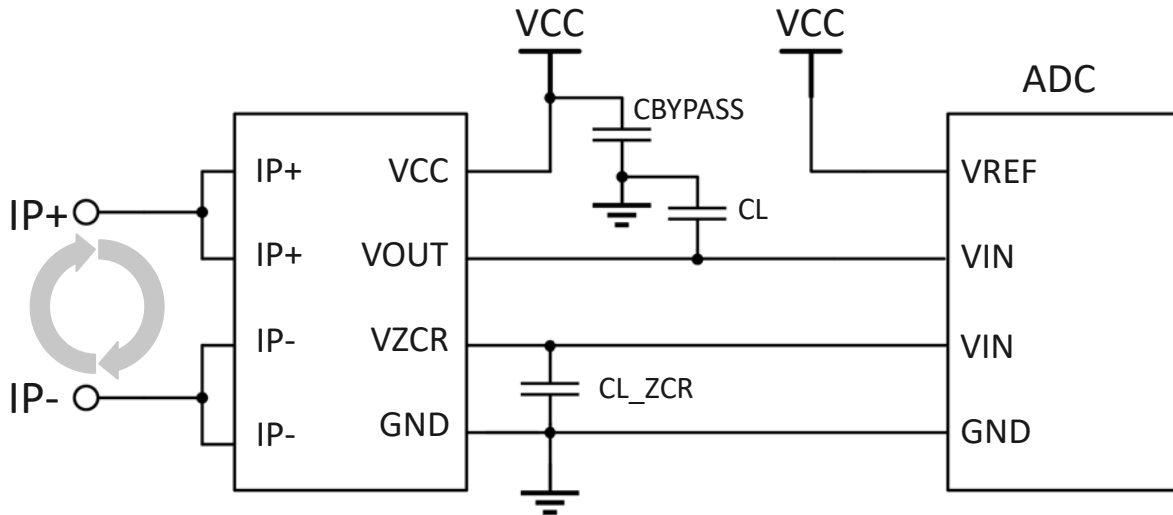 VCC
VCC
ADC
CBYPASS
IP+
VCC
VREF
IP+
CL
IP+
VOUT
VIN
IP-
VZCR
VIN
IP-
CL_ZCR
IP-
GND
GND